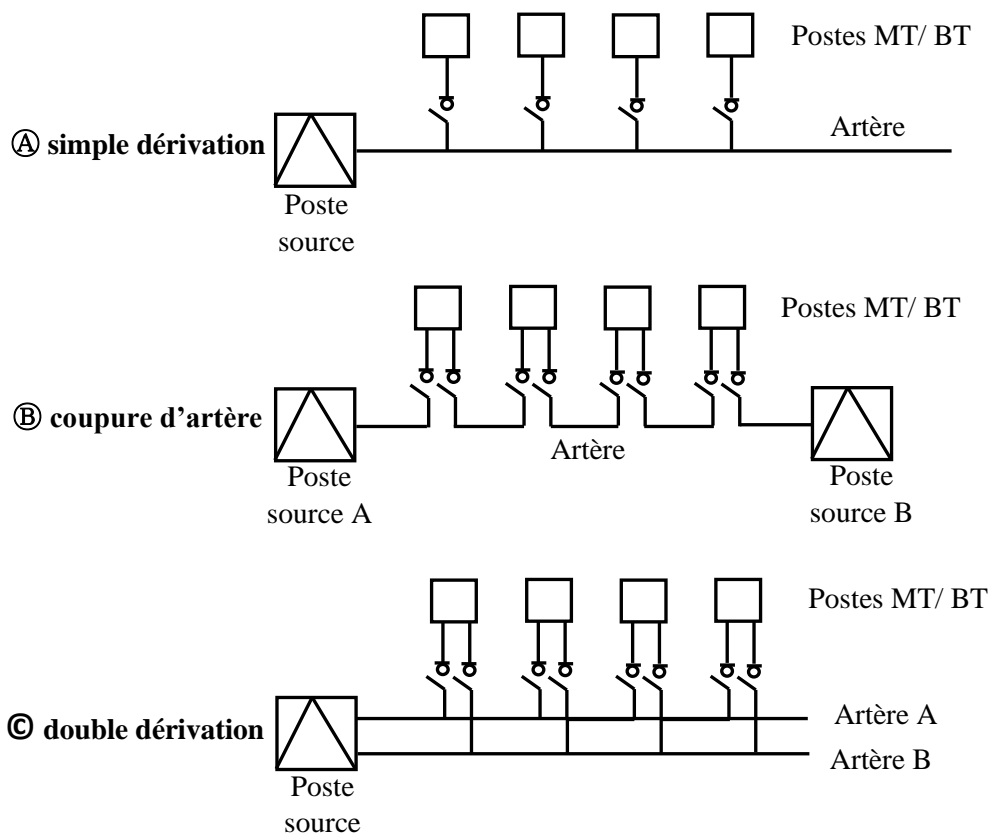 Postes MT/ BT
Artère
Ⓐ simple dérivation
Poste
source
Postes MT/ BT
Ⓑ coupure d’artère
Artère
Poste
source A
Poste
source B
Postes MT/ BT
© double dérivation
Artère A
Artère B
Poste
source